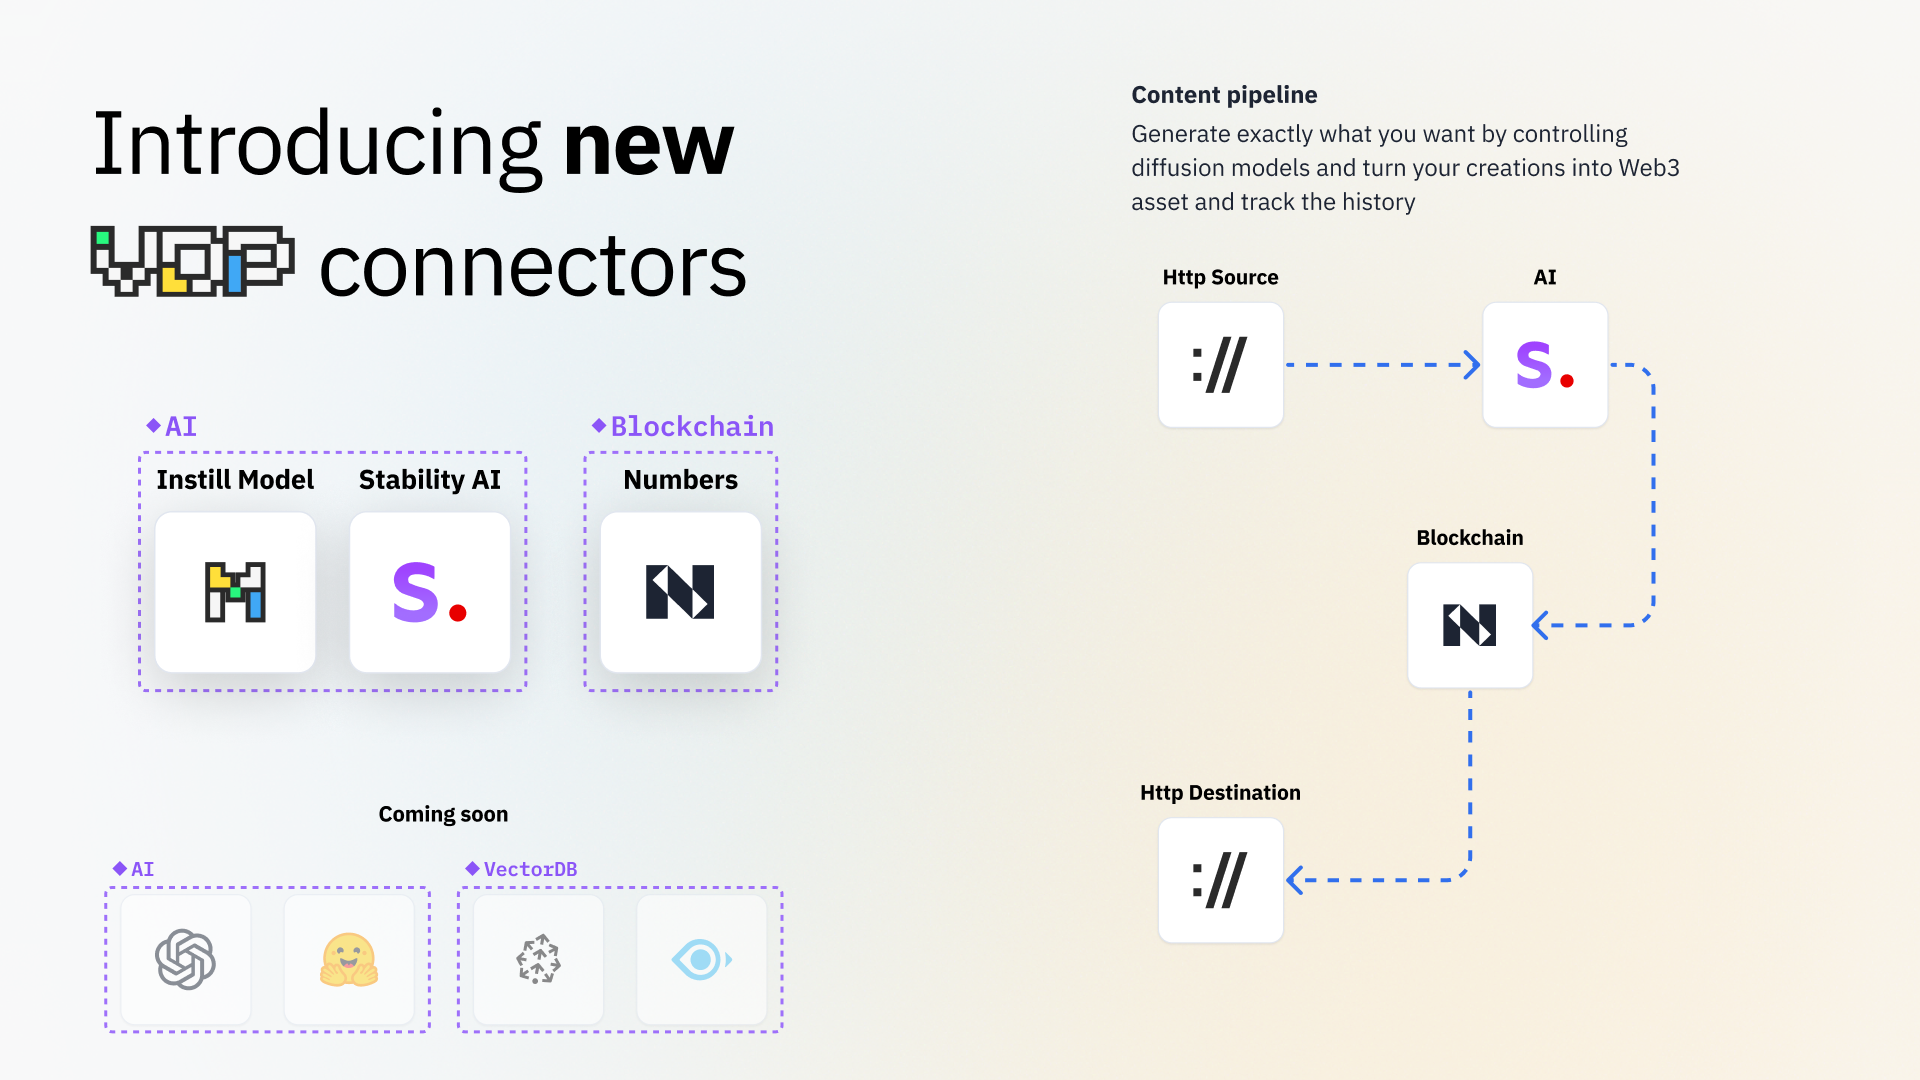 Introducing new
VDP connectors
AI
Blockchain
Instill Model
Stability AI
Numbers
S.
N
Coming soon
AI
VectorDB
Content pipeline
Generate exactly what you want by controlling
diffusion models and turn your creations into Web3
asset and track the history
Http Source
AI
://
S.
Blockchain
N
Http Destination
://